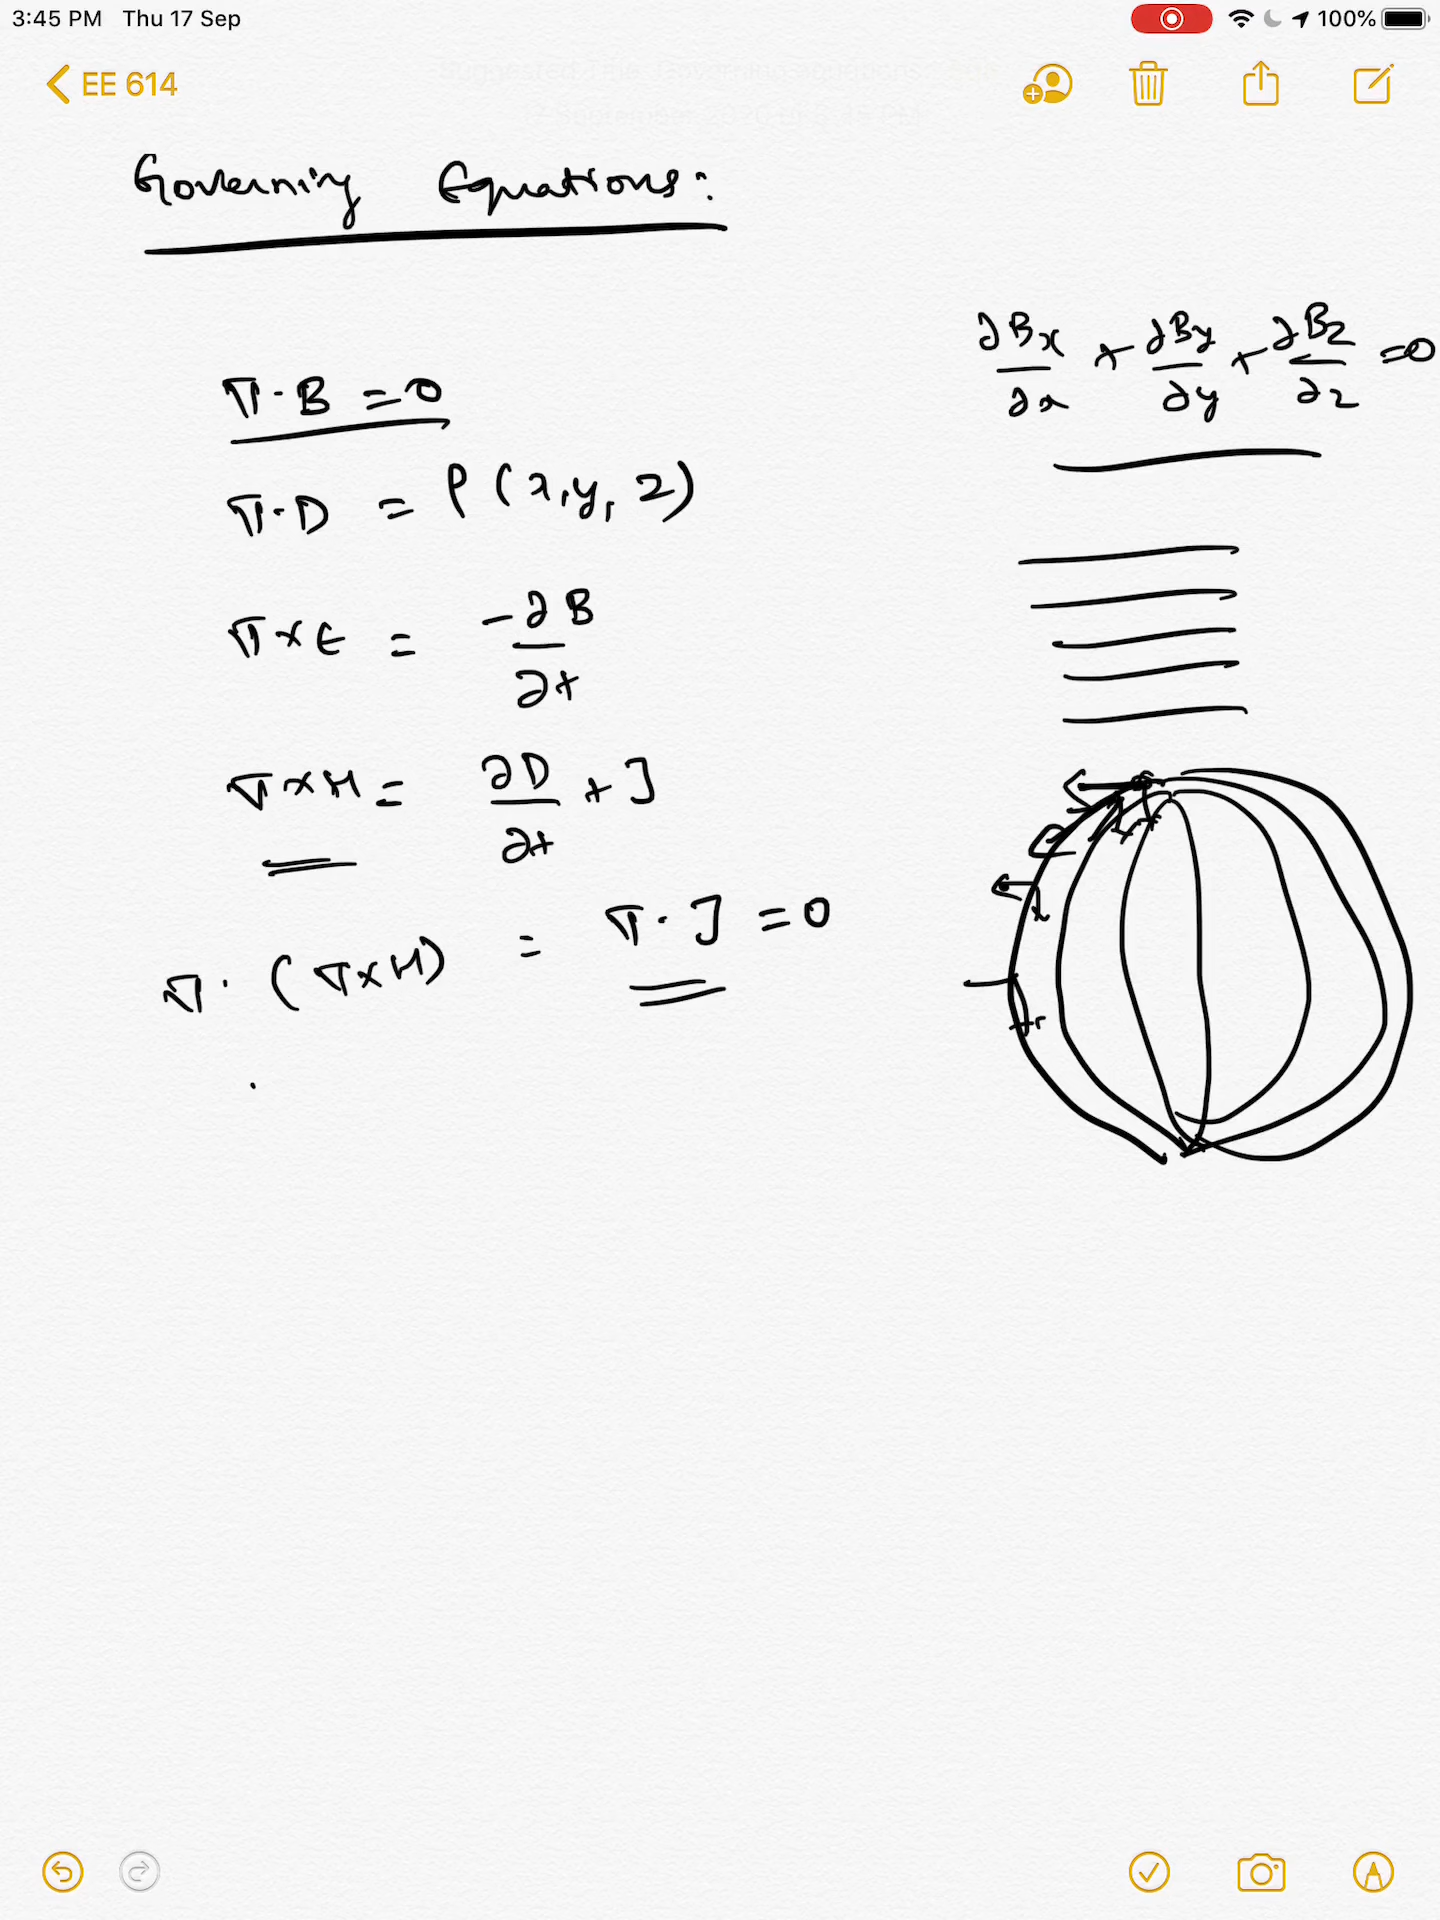 3:45 PM Thu 17 Sep
100%
EE 614
Governing Equations:
∂Bx/∂x + ∂By/∂y + ∂Bz/∂z = 0
∇·B = 0
∇·D = ρ(x,y,z)
∇×E = -∂B/∂t
∇×H = ∂D/∂t + J
∇·(∇×H) = ∇·J = 0